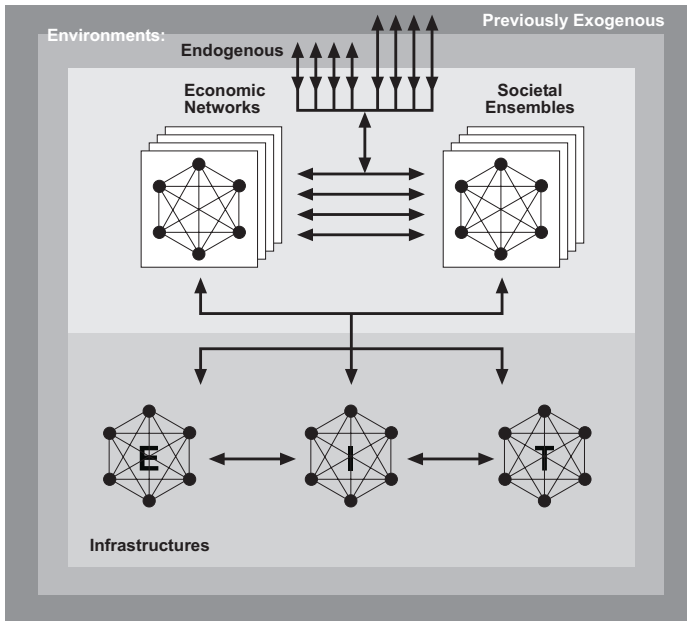 Previously Exogenous
Environments:
Endogenous
Economic
Networks
Societal
Ensembles
E
I
T
Infrastructures